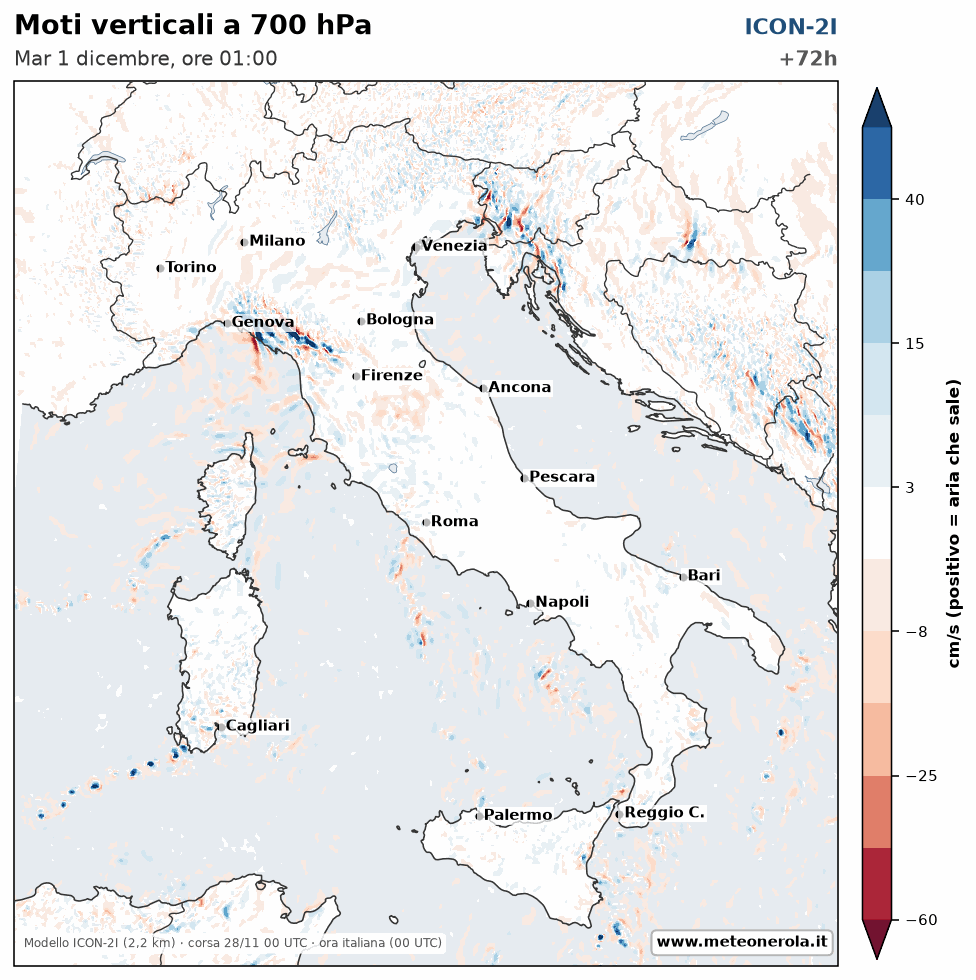 Moti verticali a 700 hPa
ICON-2I
Mar 1 dicembre, ore 01:00
+72h
Milano
Venezia
Torino
Genova
Bologna
Firenze
Ancona
Pescara
Roma
Bari
Napoli
Cagliari
Palermo
Reggio C.
40
15
3
−8
−25
−60
cm/s (positivo = aria che sale)
Modello ICON-2I (2,2 km) · corsa 28/11 00 UTC · ora italiana (00 UTC)
www.meteonerola.it